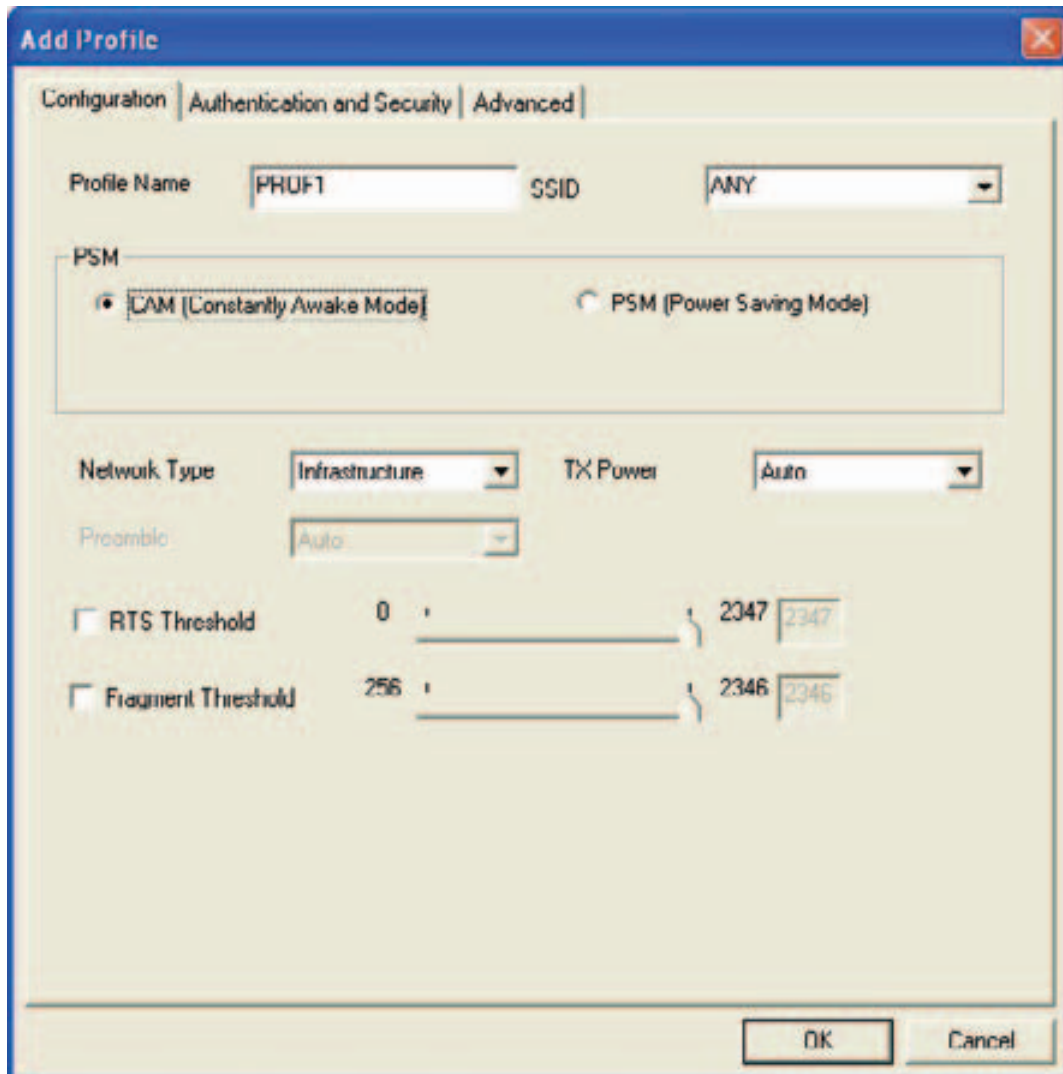 Add Profile
Configuration Authentication and Security Advanced
Profile Name PROF1 SSID ANY
PSM
CAM (Constantly Awake Mode) PSM (Power Saving Mode)
Network Type Infrastructure TX Power Auto
Preamble Auto
RTS Threshold 0 2347 2347
Fragment Threshold 256 2346 2346
OK Cancel